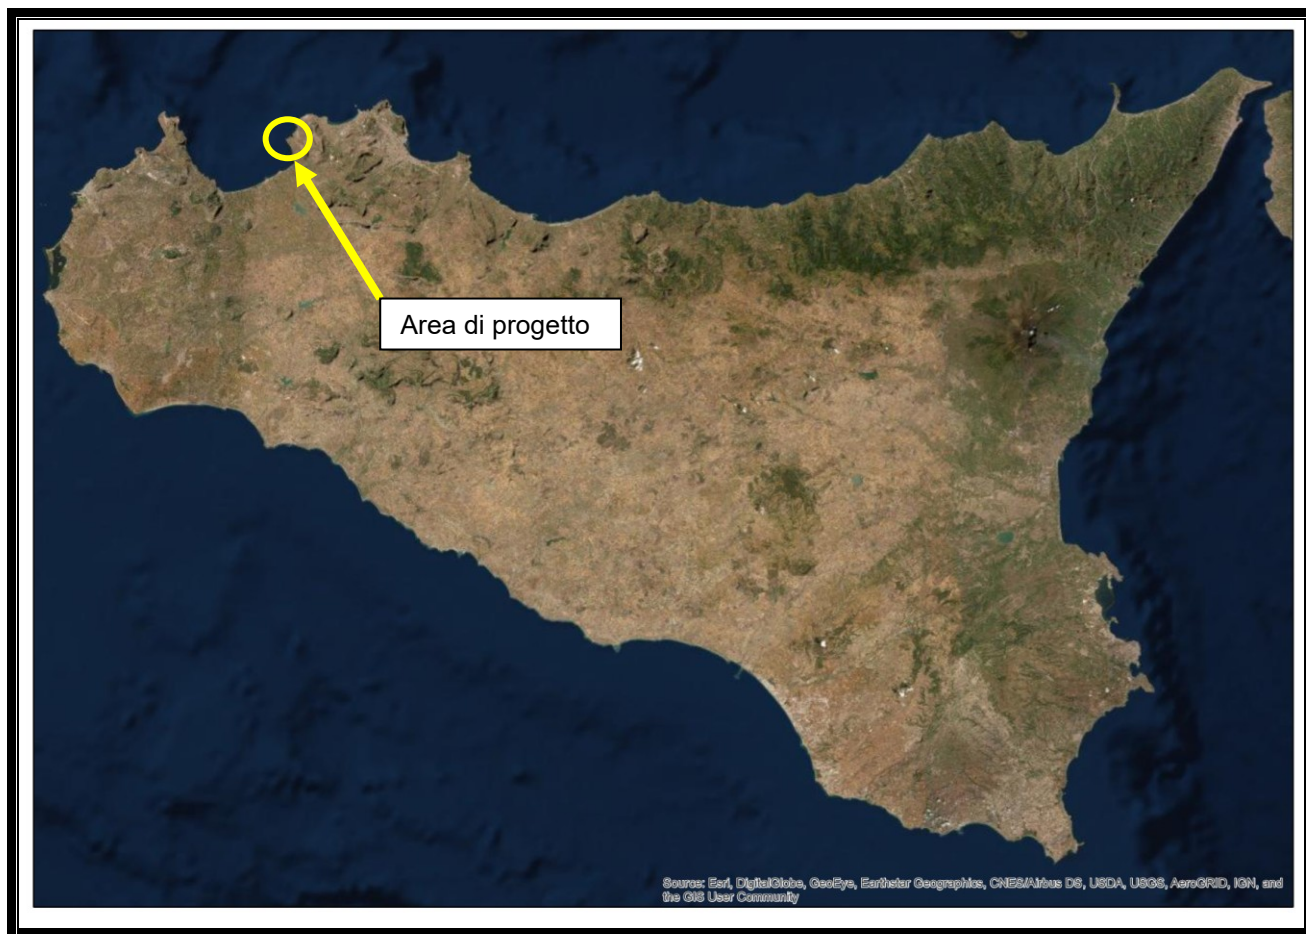 Area di progetto
Source: Esri, DigitalGlobe, GeoEye, Earthstar Geographics, CNES/Airbus DS, USDA, USGS, AeroGRID, IGN, and
the GIS User Community